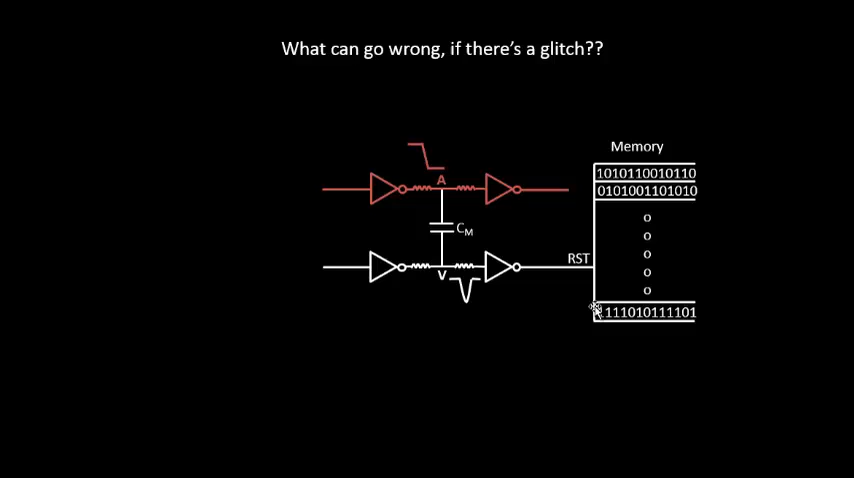 What can go wrong, if there's a glitch??
Memory
1010110010110
0101001101010
A
CM
RST
V
1111010111101